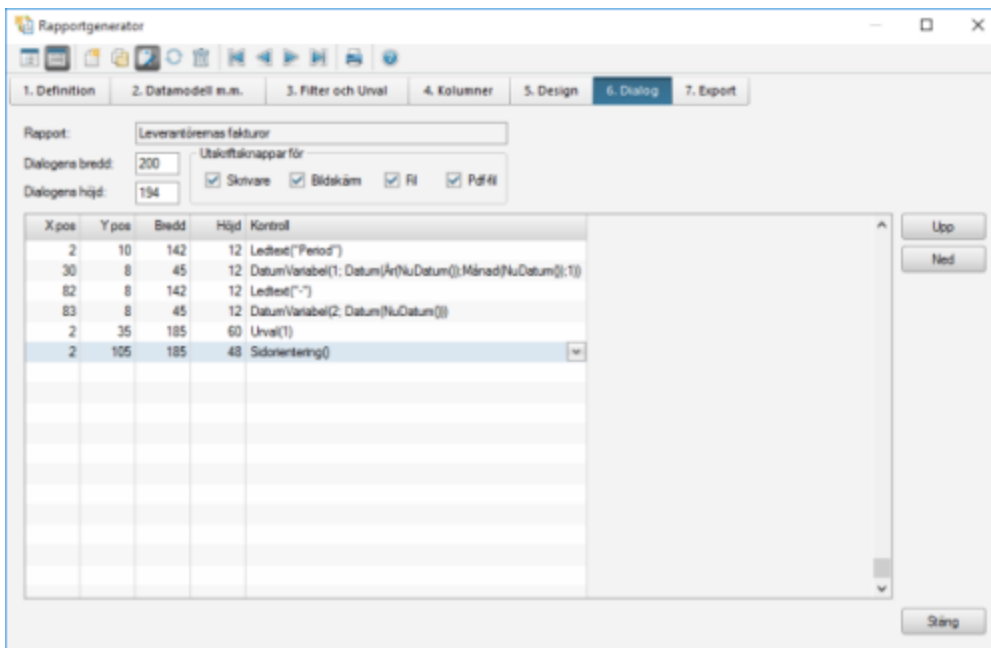 Rapportgenerator
1. Definition 2. Datamodell m.m. 3. Filter och Urval 4. Kolumner 5. Design 6. Dialog 7. Export
Rapport: Leverantörernas fakturor
Dialogens bredd: 200 Utskriftsknappar för
Skrivare Bildskärm Fil Pdf-fil
Dialogens höjd: 194
X pos Y pos Bredd Höjd Kontroll
2 10 142 12 Ledtext("Period")
30 8 45 12 DatumVariabel(1; Datum(År(NuDatum());Månad(NuDatum());1))
82 8 142 12 Ledtext("-")
83 8 45 12 DatumVariabel(2; Datum(NuDatum()))
2 35 185 60 Urval(1)
2 105 185 48 Sidorientering()
Upp
Ned
Stäng